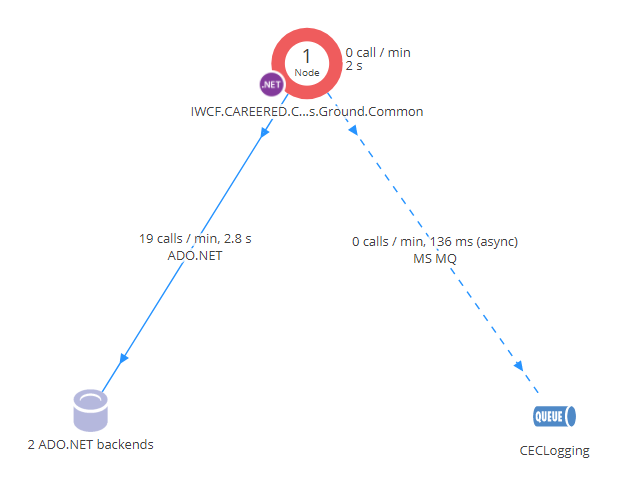 1
Node
0 call / min
2 s
.NET
IWCF.CAREERED.C...s.Ground.Common
19 calls / min, 2.8 s
ADO.NET
0 calls / min, 136 ms (async)
MS MQ
2 ADO.NET backends
QUEUE
CECLogging